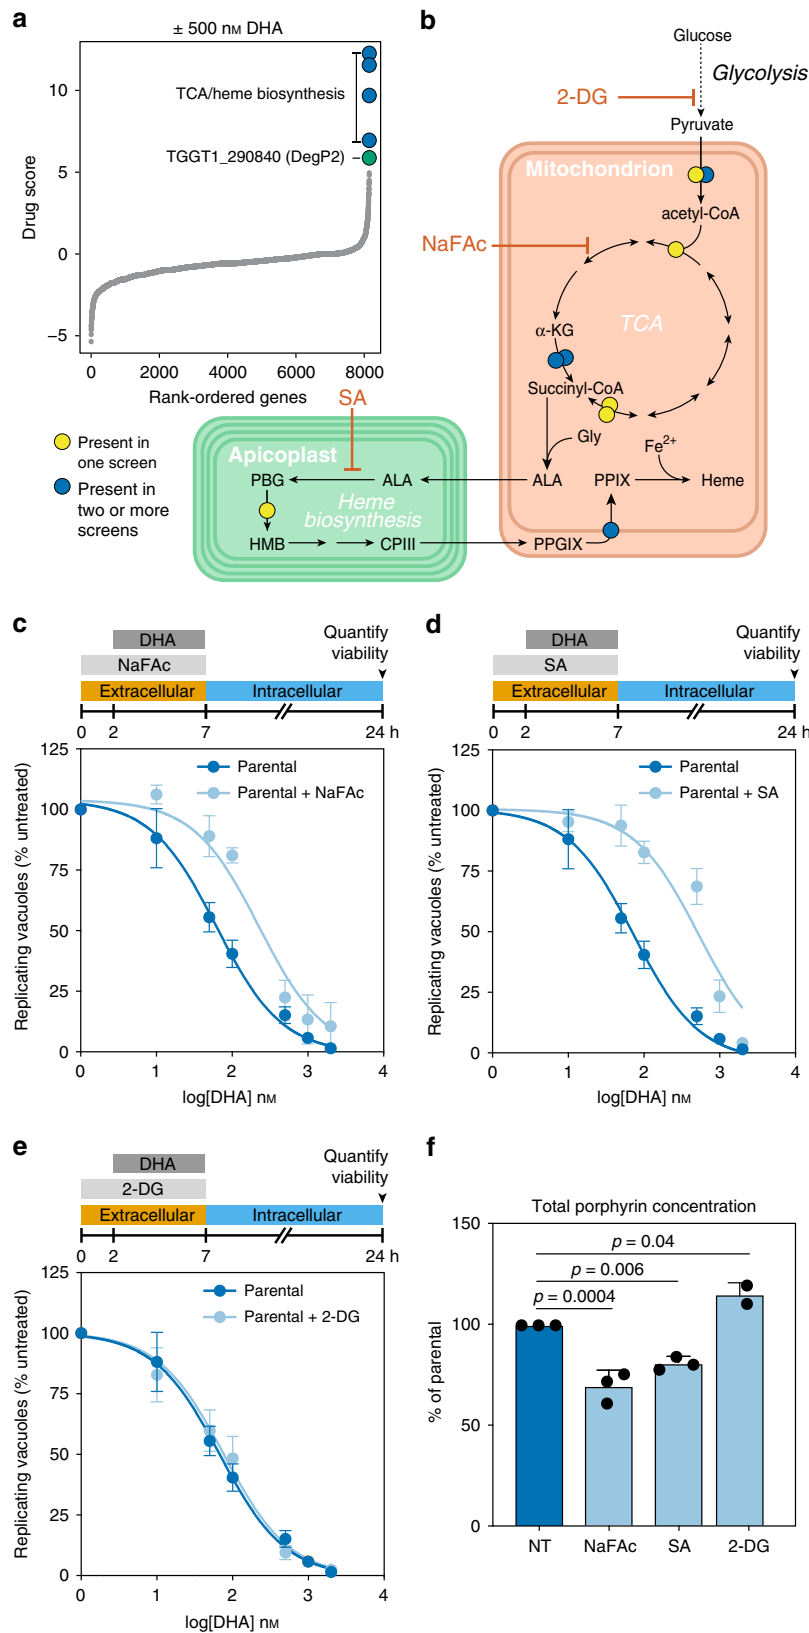 a
± 500 nM DHA
Drug score
10
5
0
−5
TCA/heme biosynthesis
TGGT1_290840 (DegP2)
0 2000 4000 6000 8000
Rank-ordered genes
Present in
one screen
Present in
two or more
screens
b
Glucose
Glycolysis
2-DG
Pyruvate
Mitochondrion
acetyl-CoA
NaFAc
TCA
α-KG
Succinyl-CoA
Gly
Fe2+
ALA
PPIX
Heme
PPGIX
SA
Apicoplast
PBG
ALA
Heme
biosynthesis
HMB
CPIII
c
Quantify
viability
DHA
NaFAc
Extracellular
Intracellular
0 2 7 24 h
Replicating vacuoles (% untreated)
125
100
75
50
25
0
Parental
Parental + NaFAc
0 1 2 3 4
log[DHA] nM
d
Quantify
viability
DHA
SA
Extracellular
Intracellular
0 2 7 24 h
Replicating vacuoles (% untreated)
125
100
75
50
25
0
Parental
Parental + SA
0 1 2 3 4
log[DHA] nM
e
Quantify
viability
DHA
2-DG
Extracellular
Intracellular
0 2 7 24 h
Replicating vacuoles (% untreated)
125
100
75
50
25
0
Parental
Parental + 2-DG
0 1 2 3 4
log[DHA] nM
f
Total porphyrin concentration
% of parental
150
100
50
0
p = 0.04
p = 0.006
p = 0.0004
NT NaFAc SA 2-DG